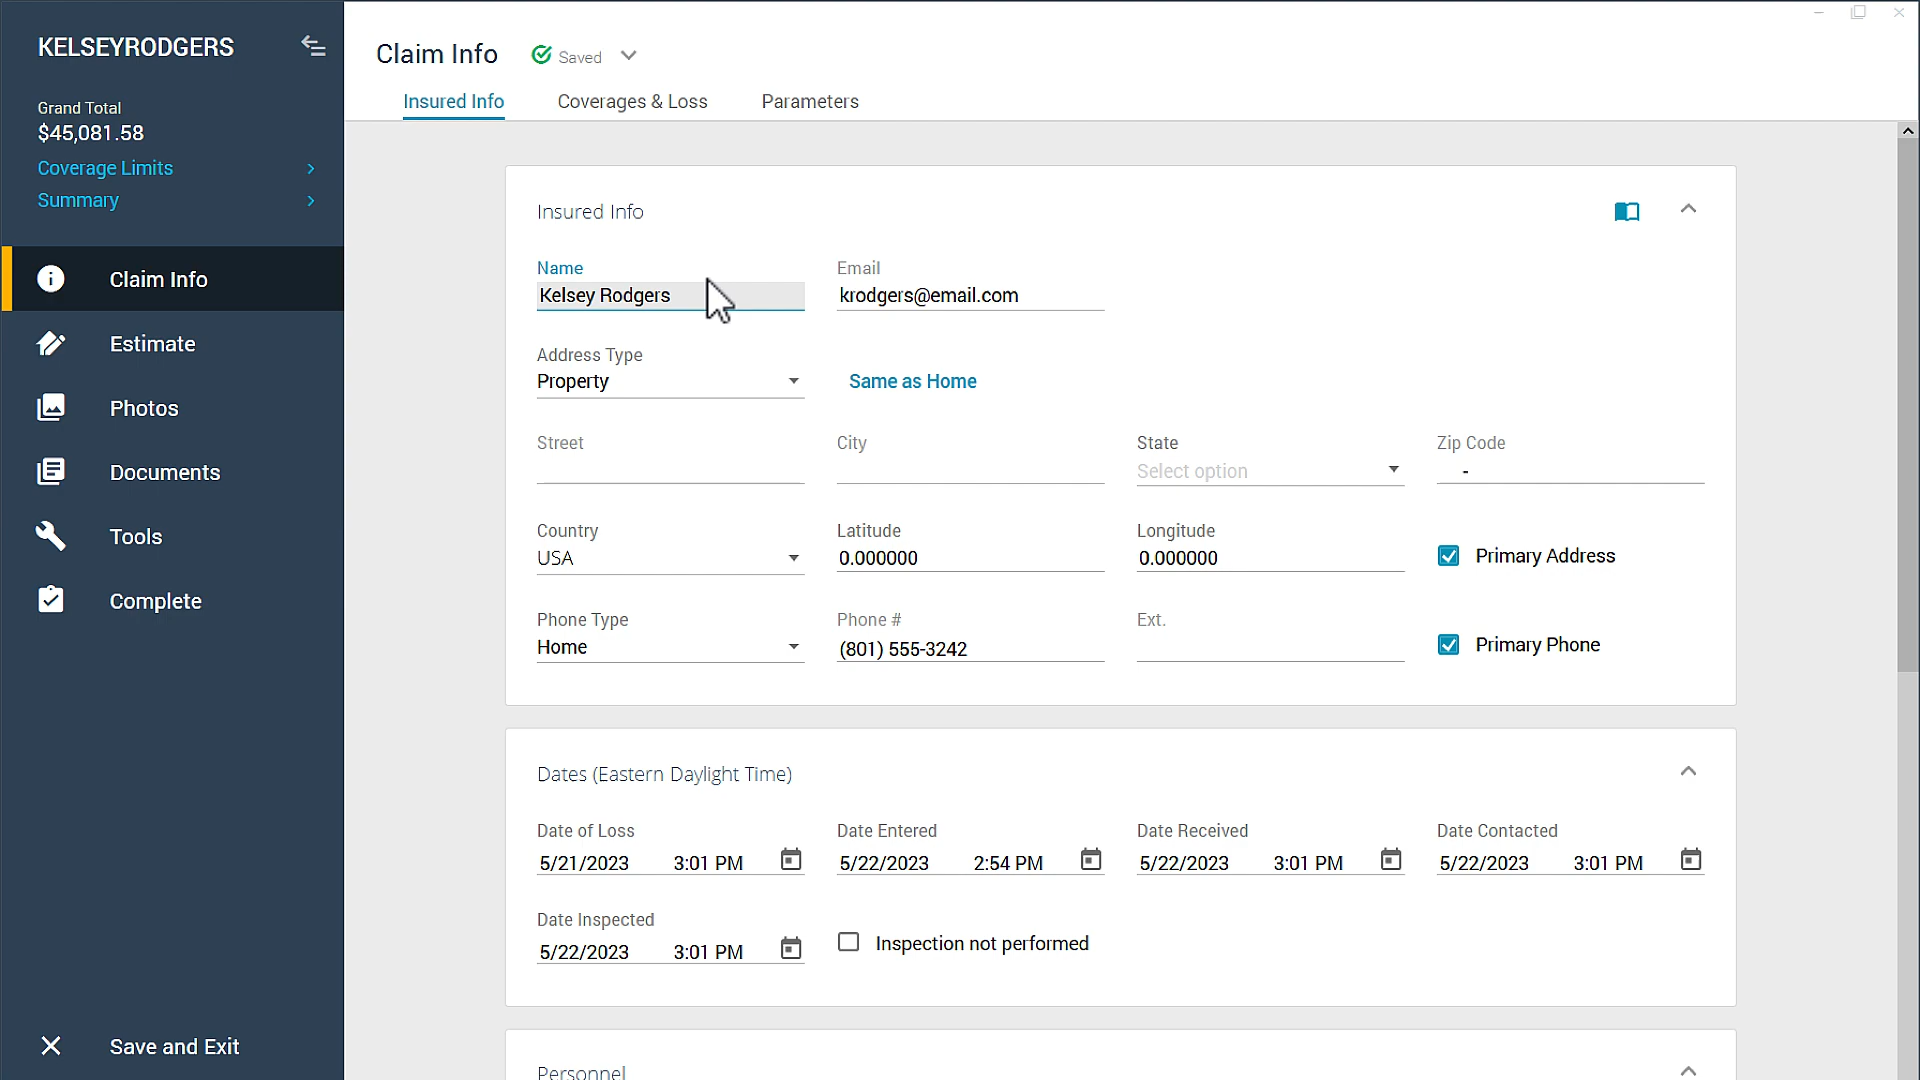 KELSEYRODGERS
Grand Total
$45,081.58
Coverage Limits
Summary
Claim Info
Estimate
Photos
Documents
Tools
Complete
Save and Exit
Claim Info Saved
Insured Info Coverages & Loss Parameters
Insured Info
Name Email
Kelsey Rodgers krodgers@email.com
Address Type
Property Same as Home
Street City State Zip Code
Select option -
Country Latitude Longitude
USA 0.000000 0.000000 Primary Address
Phone Type Phone # Ext.
Home (801) 555-3242 Primary Phone
Dates (Eastern Daylight Time)
Date of Loss Date Entered Date Received Date Contacted
5/21/2023 3:01 PM 5/22/2023 2:54 PM 5/22/2023 3:01 PM 5/22/2023 3:01 PM
Date Inspected
5/22/2023 3:01 PM Inspection not performed
Personnel